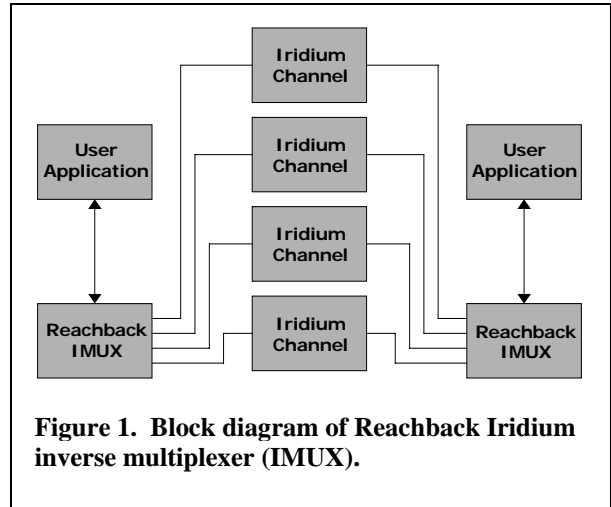 Iridium
Channel
User
Application
Iridium
Channel
User
Application
Iridium
Channel
Reachback
IMUX
Iridium
Channel
Reachback
IMUX
Figure 1. Block diagram of Reachback Iridium
inverse multiplexer (IMUX).